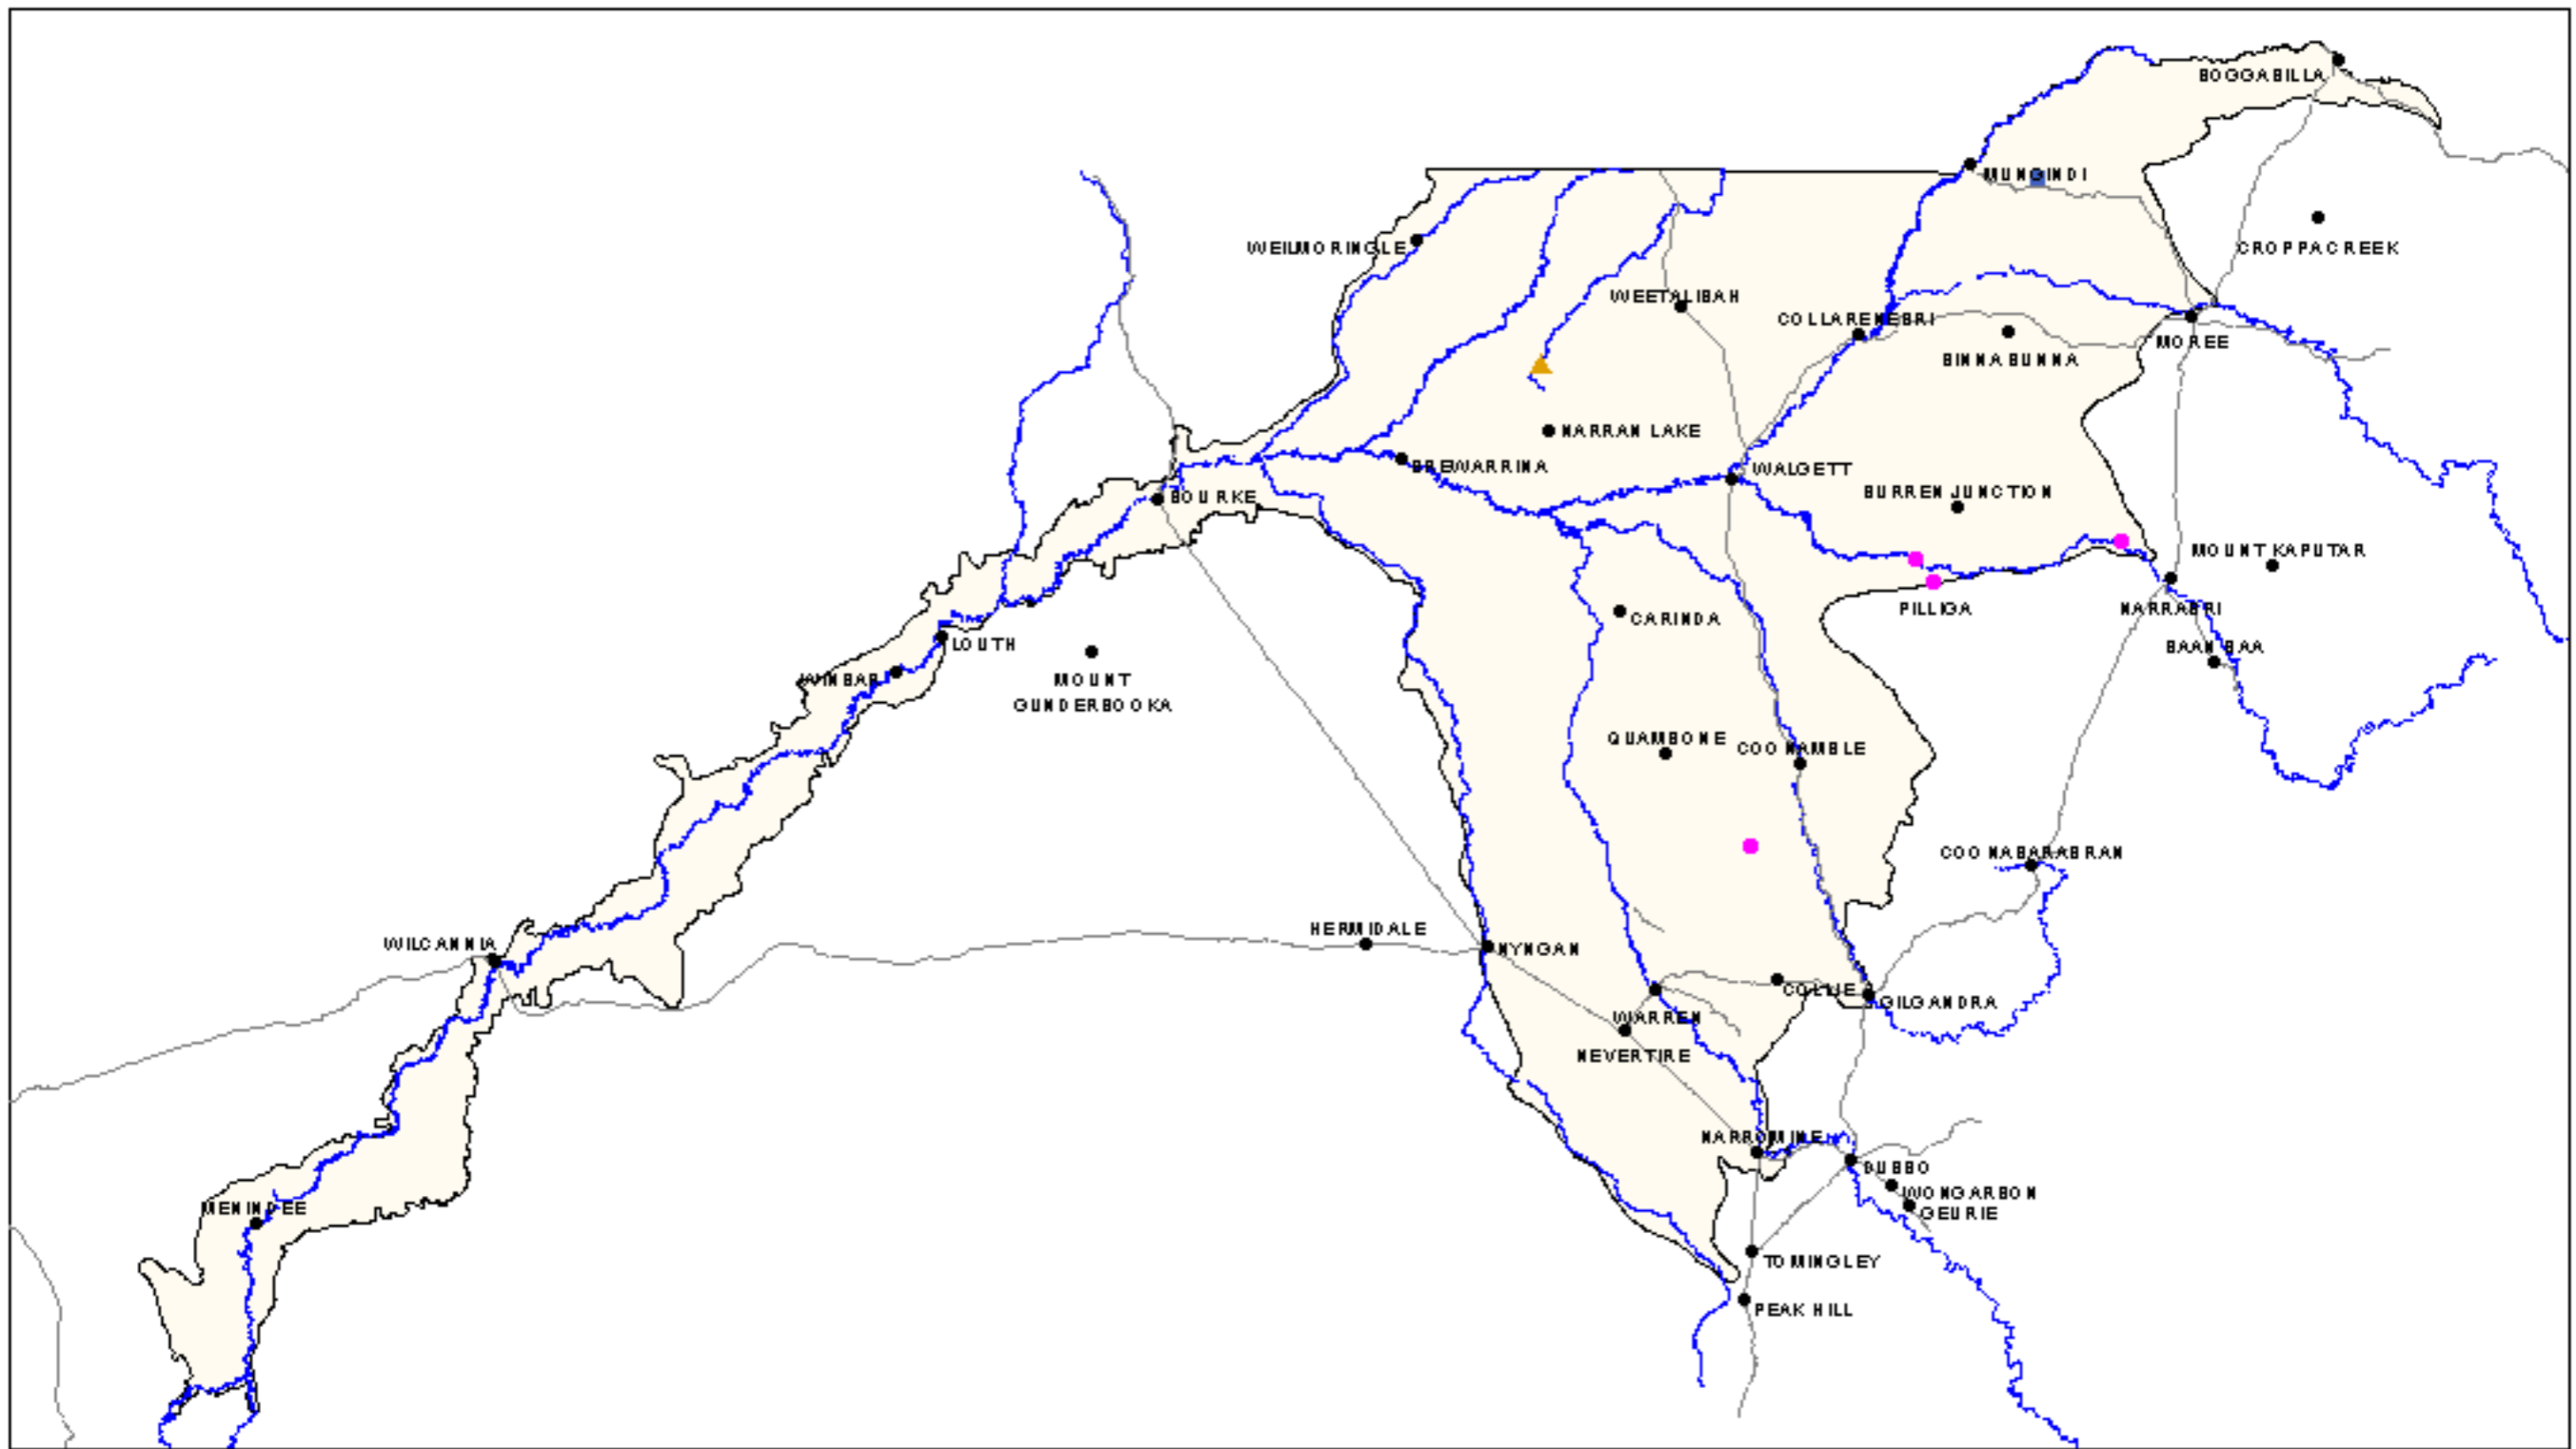 BOGGABILLA
MUNGINDI
WEILMORINGLE
CROPPACREEK
WEETALIBAH
COLLARENEBRI
MOREE
BINNABUNNA
NARRAN LAKE
BREWARRINA
WALGETT
BURREN JUNCTION
BOURKE
MOUNT KAPUTAR
PILLIGA
NARRABRI
CARINDA
LOUTH
BAAN BAA
WINBAR
MOUNT
GUNDERBOOKA
QUAMBONE
COONAMBLE
COONABARABRAN
HERMIDALE
WILCANNIA
NYNGAN
COLLIE
GILGANDRA
WARREN
NEVERTIRE
NARROMINE
DUBBO
WONGARBON
MENINDEE
GEURIE
TOMINGLEY
PEAK HILL